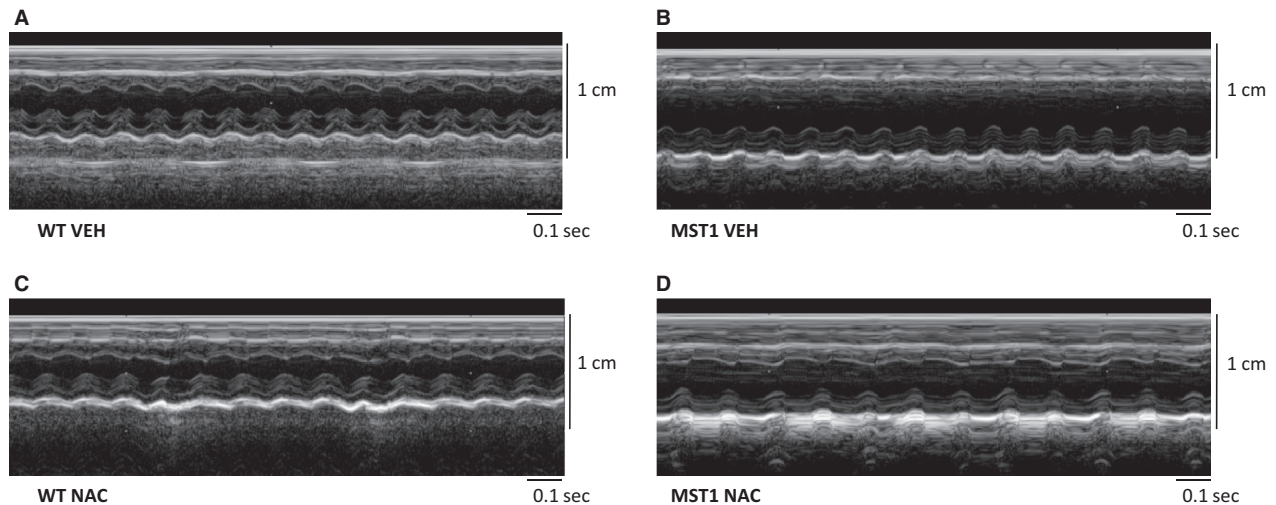 A
1 cm
0.1 sec
WT VEH
B
1 cm
0.1 sec
MST1 VEH
C
1 cm
0.1 sec
WT NAC
D
1 cm
0.1 sec
MST1 NAC